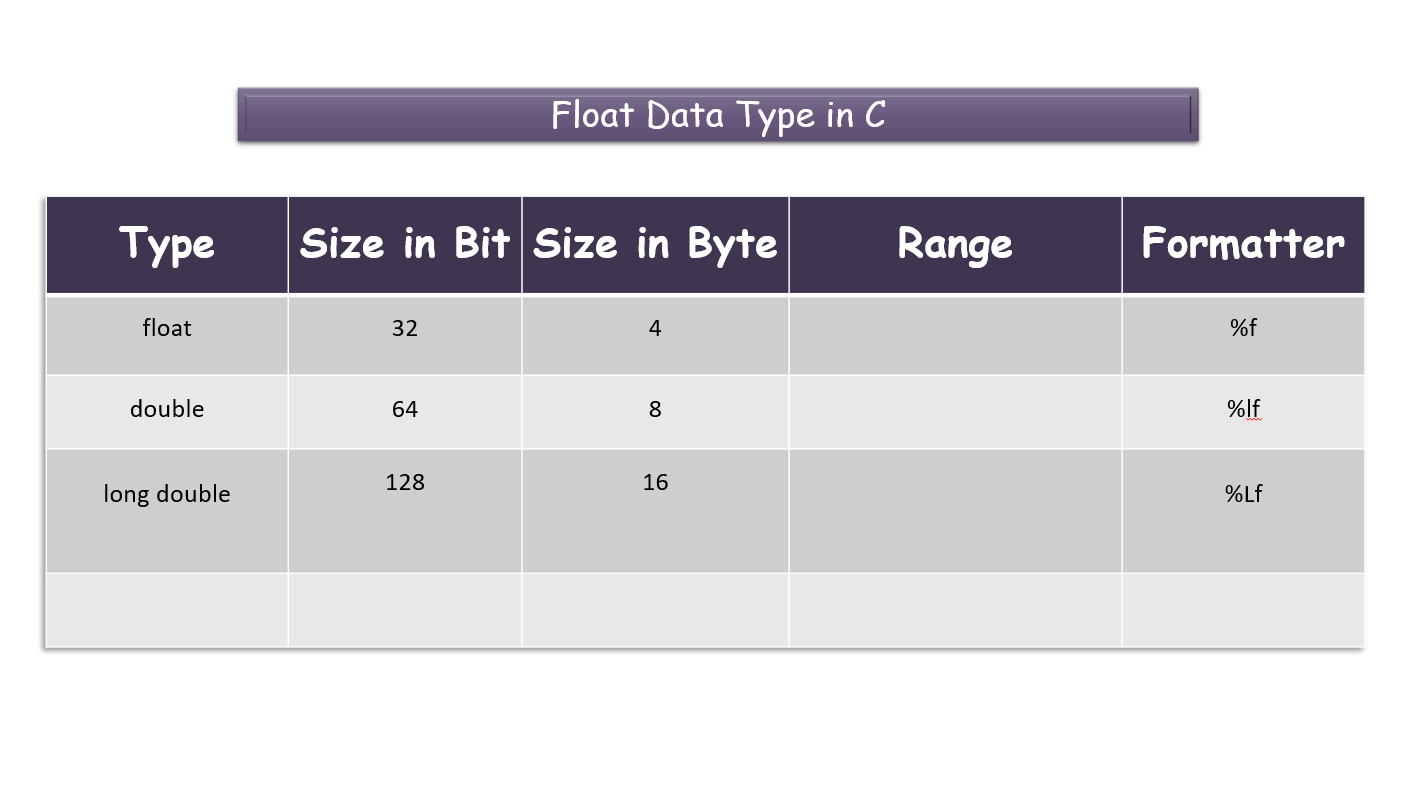 Float Data Type in C
Type Size in Bit Size in Byte Range Formatter
float 32 4 %f
double 64 8 %lf
long double 128 16 %Lf